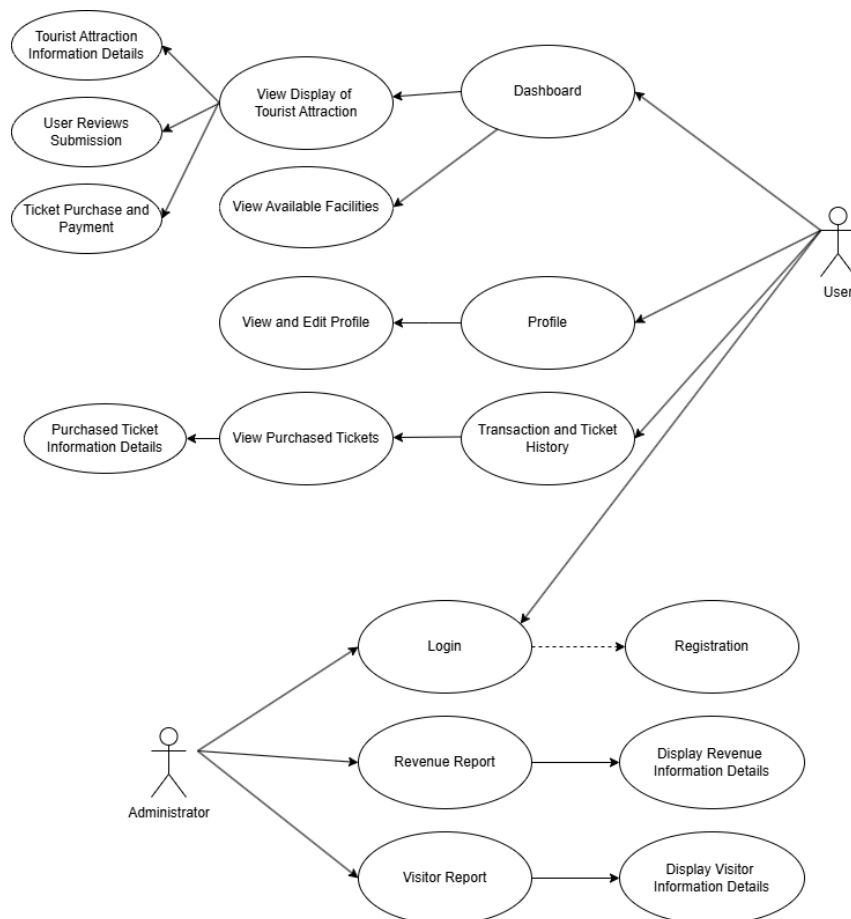 Tourist Attraction
Information Details
View Display of
Tourist Attraction
Dashboard
User Reviews
Submission
Ticket Purchase and
Payment
View Available Facilities
User
View and Edit Profile
Profile
Purchased Ticket
Information Details
View Purchased Tickets
Transaction and Ticket
History
Login
Registration
Administrator
Revenue Report
Display Revenue
Information Details
Visitor Report
Display Visitor
Information Details